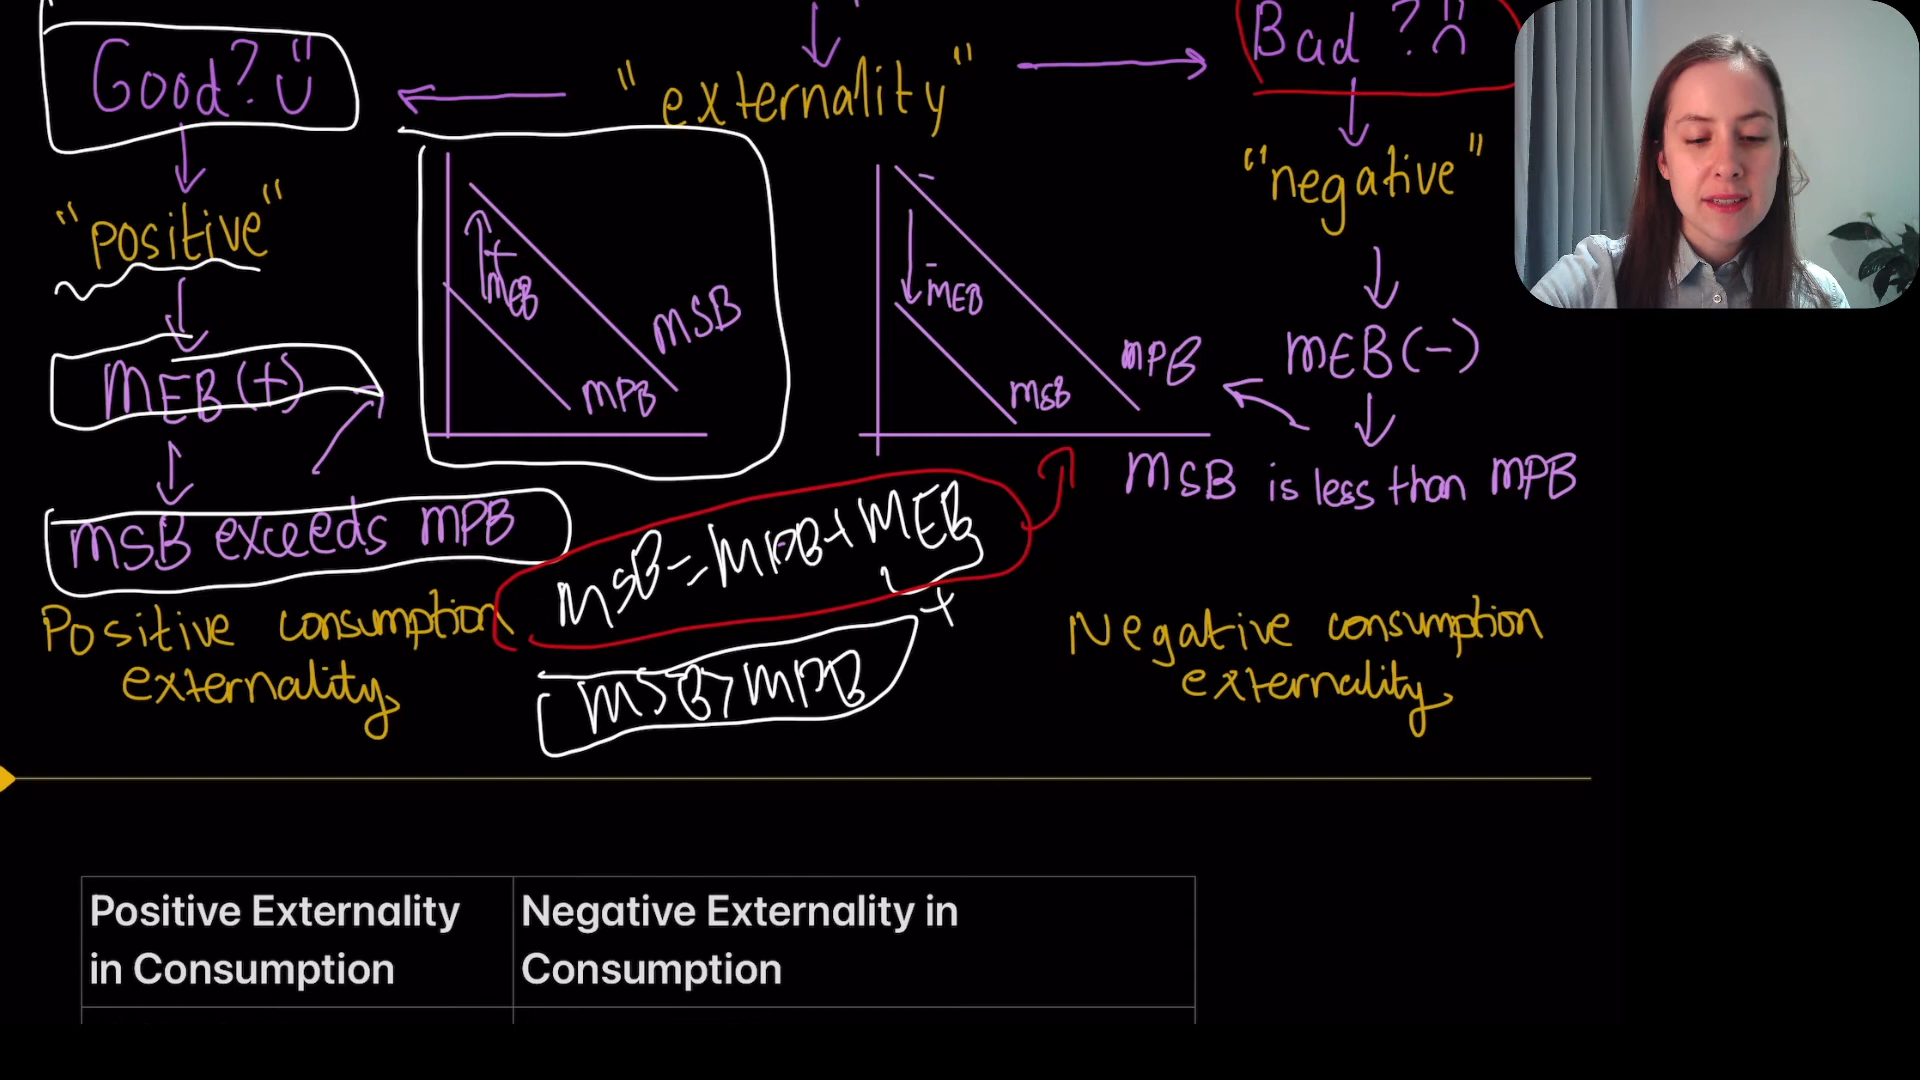 Good?
"externality"
Bad ?
"positive"
"negative"
+
MEB
MSB
MPB
-
-
MEB
MPB
MSB
MEB(+)
MEB(-)
MSB exceeds MPB
MSB is less than MPB
MSB=MPB+MEB
+
MSB>MPB
Positive consumption
externality
Negative consumption
externality
Positive Externality
in Consumption
Negative Externality in
Consumption